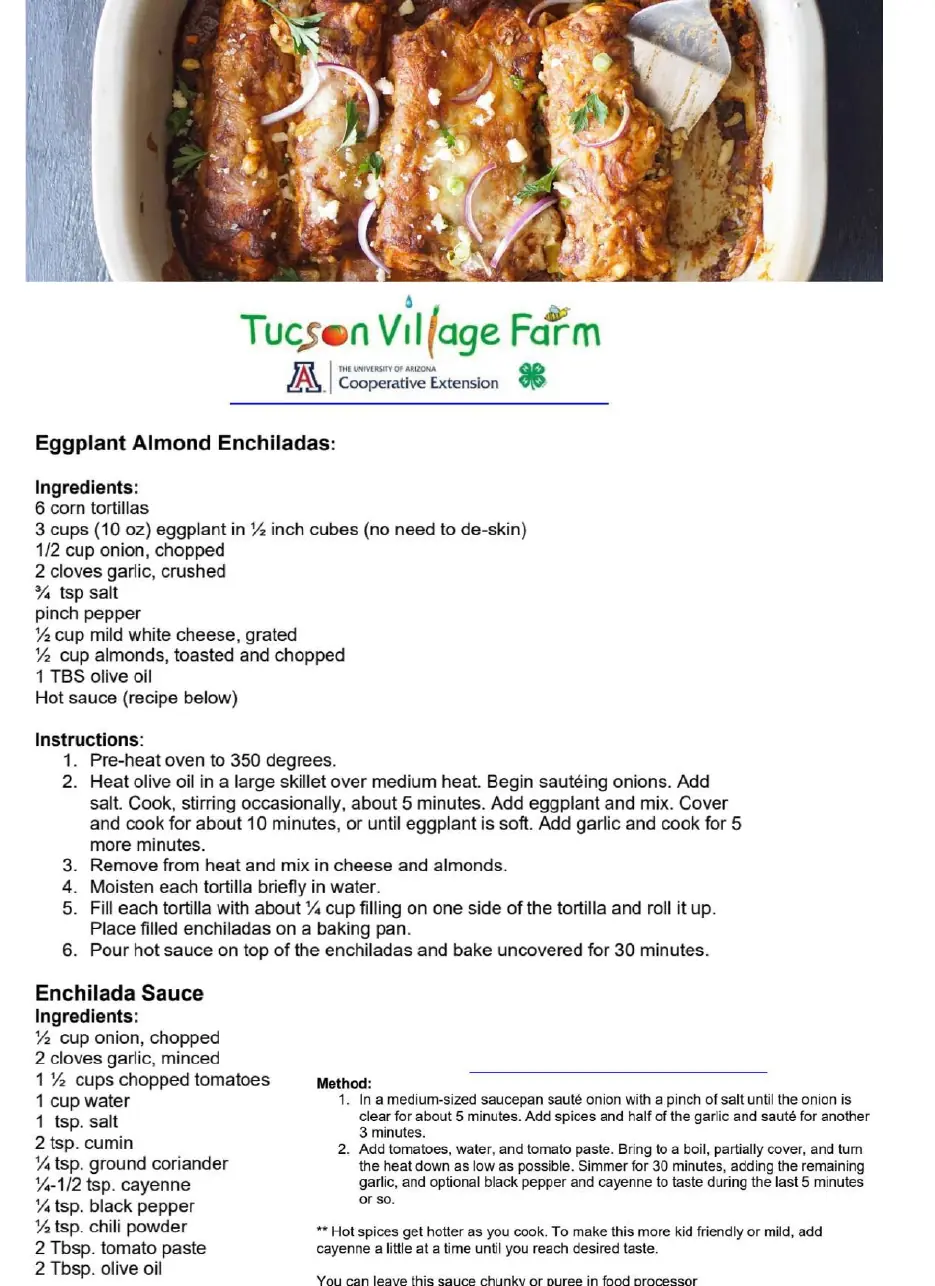 Tucson Village Farm
THE UNIVERSITY OF ARIZONA
Cooperative Extension
Eggplant Almond Enchiladas:
Ingredients:
6 corn tortillas
3 cups (10 oz) eggplant in ½ inch cubes (no need to de-skin)
1/2 cup onion, chopped
2 cloves garlic, crushed
¾ tsp salt
pinch pepper
½ cup mild white cheese, grated
½ cup almonds, toasted and chopped
1 TBS olive oil
Hot sauce (recipe below)
Instructions:
1. Pre-heat oven to 350 degrees.
2. Heat olive oil in a large skillet over medium heat. Begin sautéing onions. Add
salt. Cook, stirring occasionally, about 5 minutes. Add eggplant and mix. Cover
and cook for about 10 minutes, or until eggplant is soft. Add garlic and cook for 5
more minutes.
3. Remove from heat and mix in cheese and almonds.
4. Moisten each tortilla briefly in water.
5. Fill each tortilla with about ¼ cup filling on one side of the tortilla and roll it up.
Place filled enchiladas on a baking pan.
6. Pour hot sauce on top of the enchiladas and bake uncovered for 30 minutes.
Enchilada Sauce
Ingredients:
½ cup onion, chopped
2 cloves garlic, minced
1 ½ cups chopped tomatoes
1 cup water
1 tsp. salt
2 tsp. cumin
¼ tsp. ground coriander
¼-1/2 tsp. cayenne
¼ tsp. black pepper
½ tsp. chili powder
2 Tbsp. tomato paste
2 Tbsp. olive oil
Method:
1. In a medium-sized saucepan sauté onion with a pinch of salt until the onion is
clear for about 5 minutes. Add spices and half of the garlic and sauté for another
3 minutes.
2. Add tomatoes, water, and tomato paste. Bring to a boil, partially cover, and turn
the heat down as low as possible. Simmer for 30 minutes, adding the remaining
garlic, and optional black pepper and cayenne to taste during the last 5 minutes
or so.
** Hot spices get hotter as you cook. To make this more kid friendly or mild, add
cayenne a little at a time until you reach desired taste.
You can leave this sauce chunky or puree in food processor